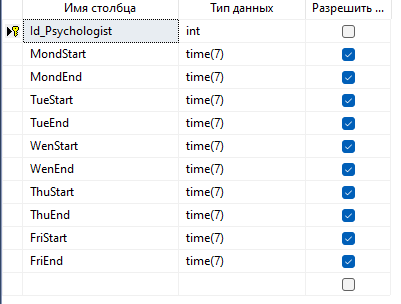 Имя столбца Тип данных Разрешить ...
Id_Psychologist int
MondStart time(7)
MondEnd time(7)
TueStart time(7)
TueEnd time(7)
WenStart time(7)
WenEnd time(7)
ThuStart time(7)
ThuEnd time(7)
FriStart time(7)
FriEnd time(7)